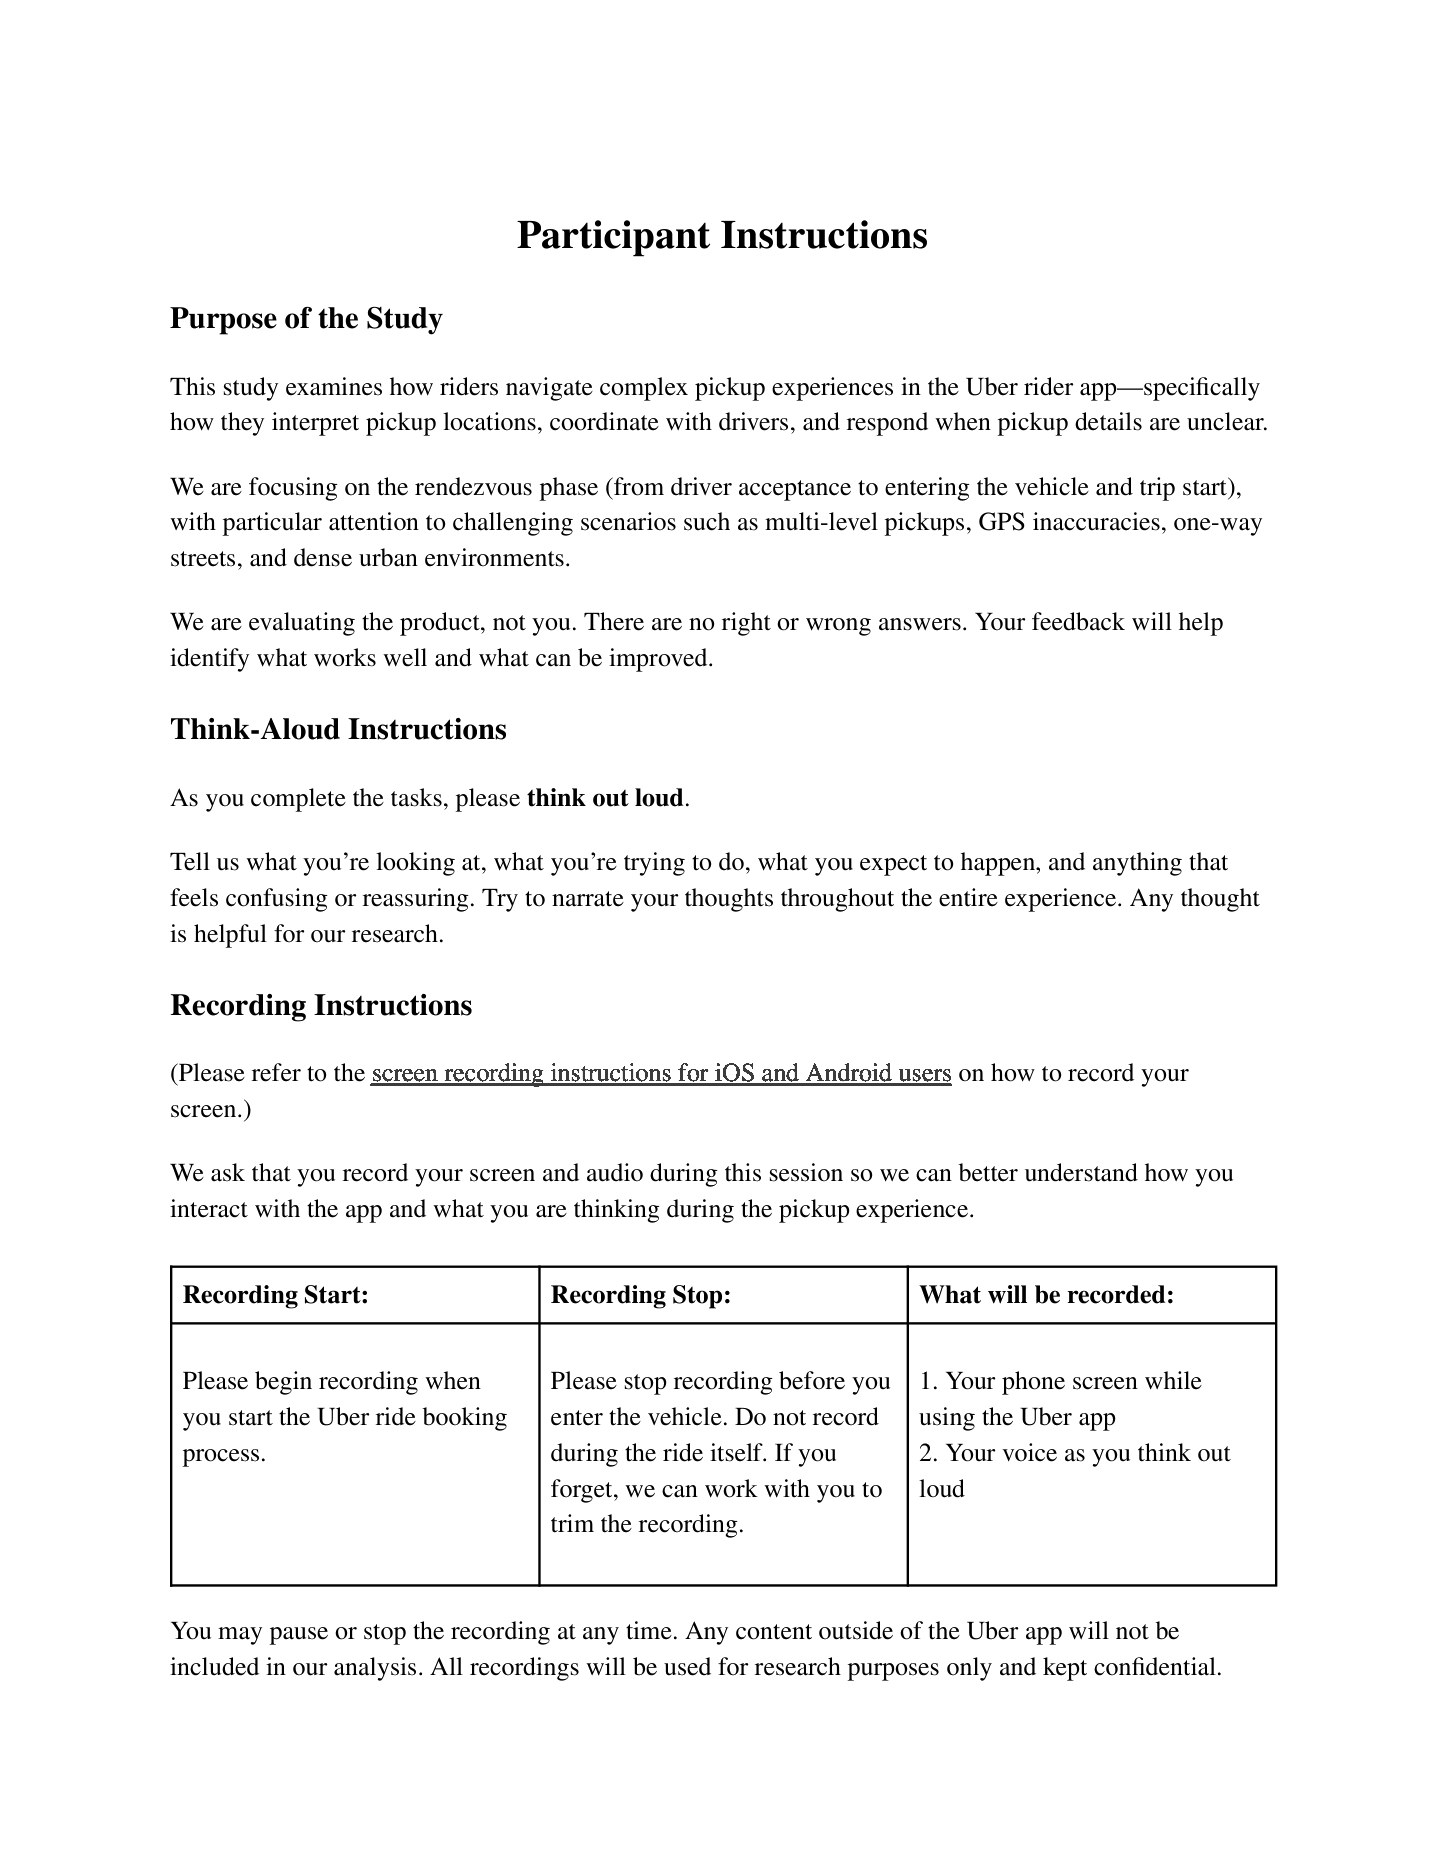 Participant Instructions
Purpose of the Study
This study examines how riders navigate complex pickup experiences in the Uber rider app—specifically
how they interpret pickup locations, coordinate with drivers, and respond when pickup details are unclear.
We are focusing on the rendezvous phase (from driver acceptance to entering the vehicle and trip start),
with particular attention to challenging scenarios such as multi-level pickups, GPS inaccuracies, one-way
streets, and dense urban environments.
We are evaluating the product, not you. There are no right or wrong answers. Your feedback will help
identify what works well and what can be improved.
Think-Aloud Instructions
As you complete the tasks, please think out loud.
Tell us what you’re looking at, what you’re trying to do, what you expect to happen, and anything that
feels confusing or reassuring. Try to narrate your thoughts throughout the entire experience. Any thought
is helpful for our research.
Recording Instructions
(Please refer to the screen recording instructions for iOS and Android users on how to record your
screen.)
We ask that you record your screen and audio during this session so we can better understand how you
interact with the app and what you are thinking during the pickup experience.
Recording Start:
Recording Stop:
What will be recorded:
Please begin recording when
you start the Uber ride booking
process.
Please stop recording before you
enter the vehicle. Do not record
during the ride itself. If you
forget, we can work with you to
trim the recording.
1. Your phone screen while
using the Uber app
2. Your voice as you think out
loud
You may pause or stop the recording at any time. Any content outside of the Uber app will not be
included in our analysis. All recordings will be used for research purposes only and kept confidential.